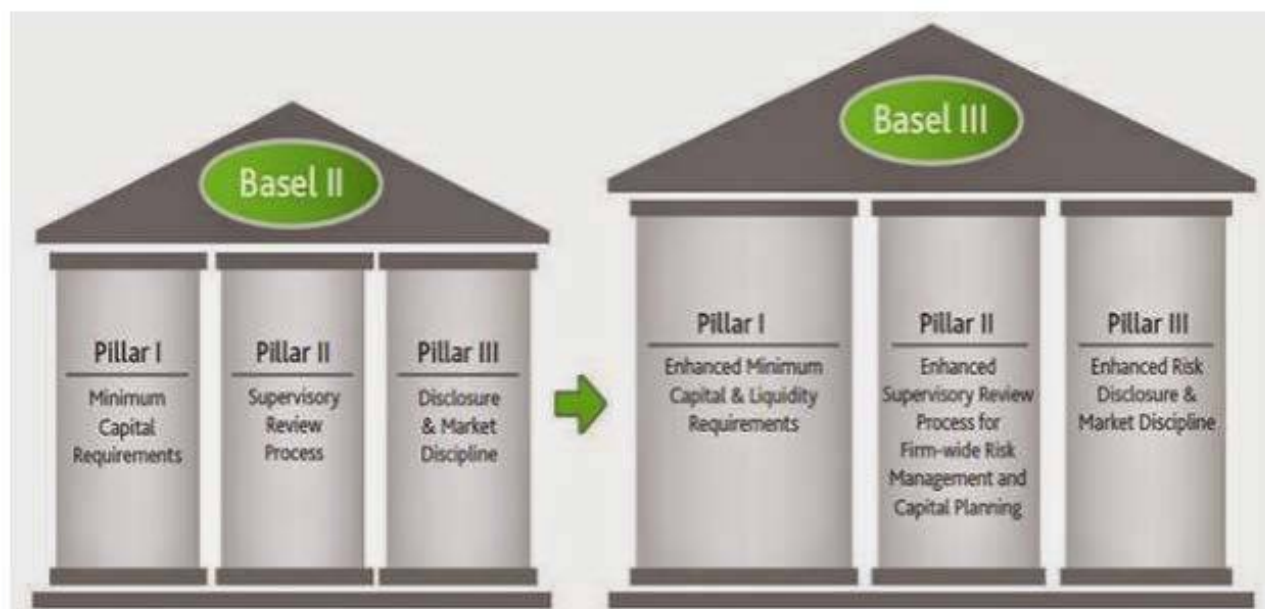 Basel II
Pillar I
Minimum
Capital
Requirements
Pillar II
Supervisory
Review
Process
Pillar III
Disclosure
& Market
Discipline
Basel III
Pillar I
Enhanced Minimum
Capital & Liquidity
Requirements
Pillar II
Enhanced
Supervisory Review
Process for
Firm-wide Risk
Management and
Capital Planning
Pillar III
Enhanced Risk
Disclosure &
Market Discipline